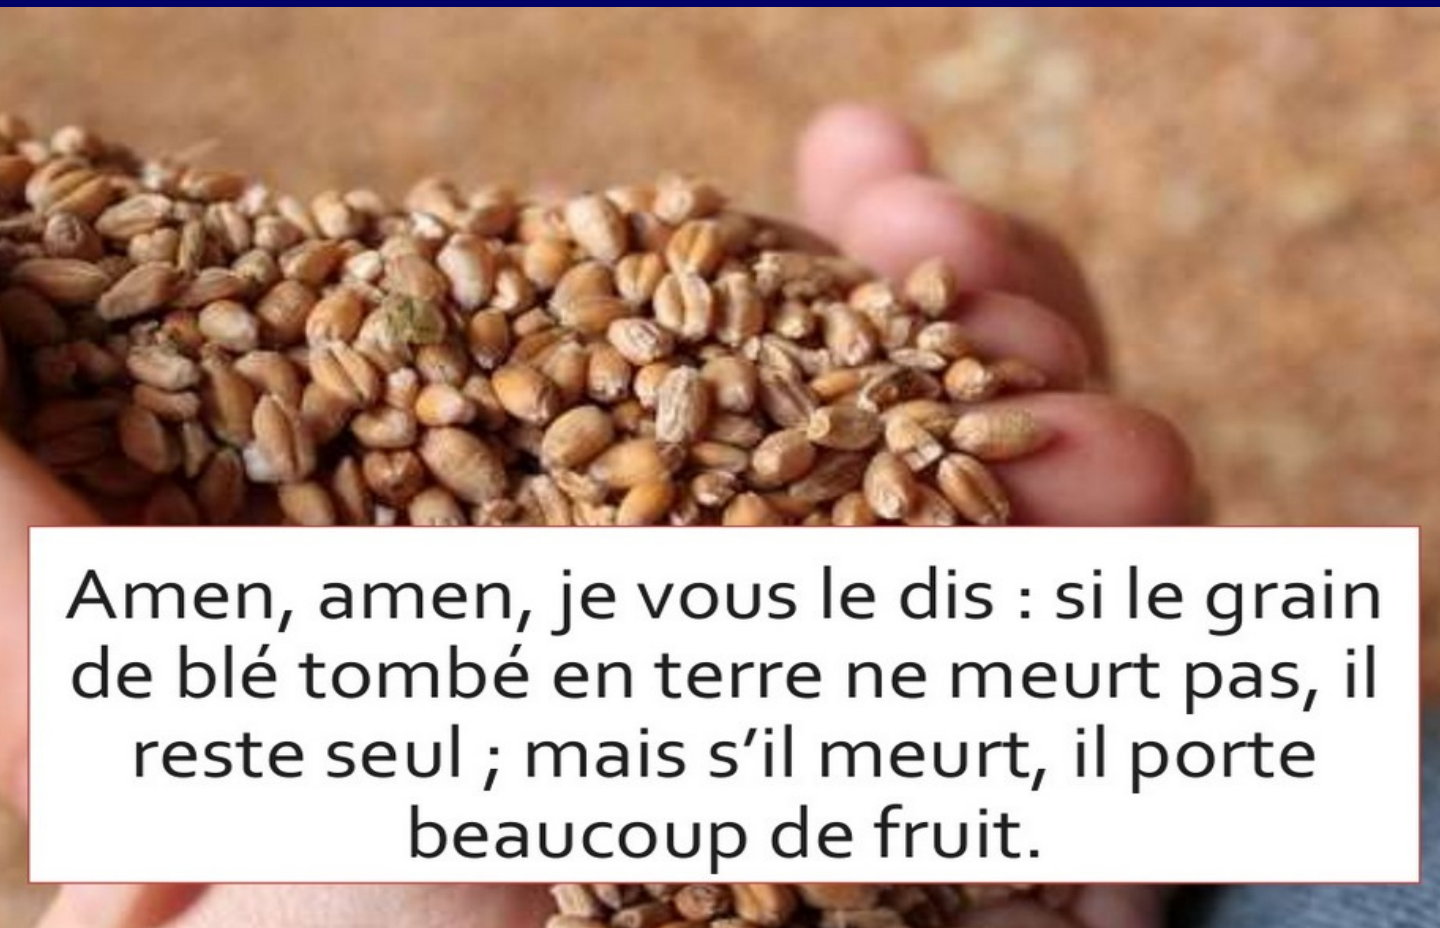 Amen, amen, je vous le dis : si le grain
de blé tombé en terre ne meurt pas, il
reste seul ; mais s’il meurt, il porte
beaucoup de fruit.